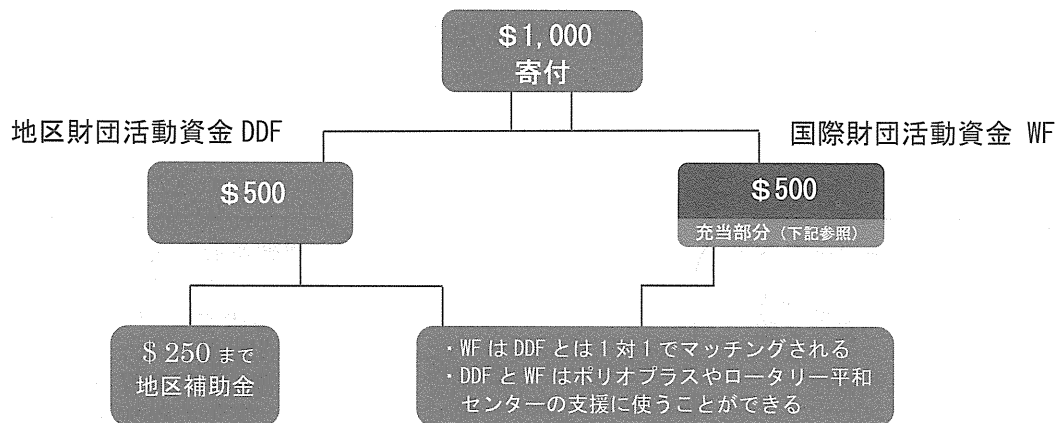 ＄1,000
寄付
地区財団活動資金 DDF
国際財団活動資金 WF
＄500
＄500
充当部分（下記参照）
＄250 まで
地区補助金
・WF は DDF とは 1 対 1 でマッチングされる
・DDF と WF はポリオプラスやロータリー平和
センターの支援に使うことができる